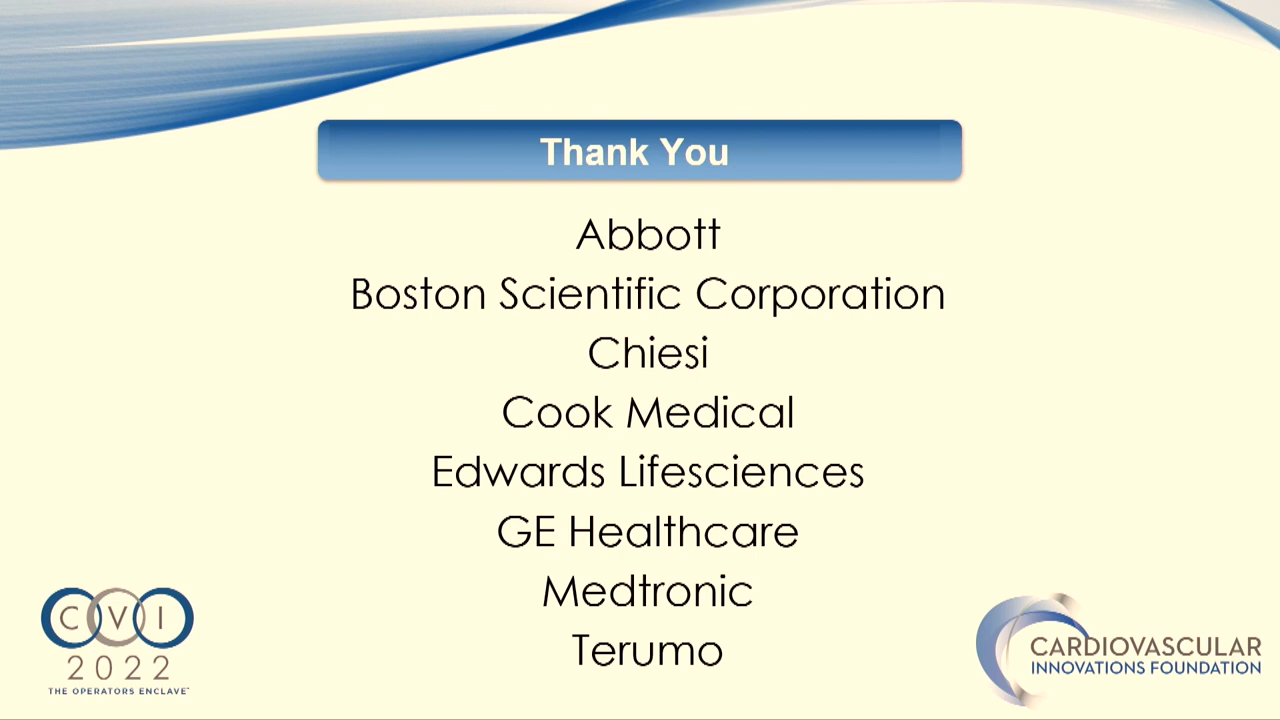 Thank You
Abbott
Boston Scientific Corporation
Chiesi
Cook Medical
Edwards Lifesciences
GE Healthcare
Medtronic
Terumo
CVI
2022
THE OPERATORS ENCLAVE™
CARDIOVASCULAR
INNOVATIONS FOUNDATION